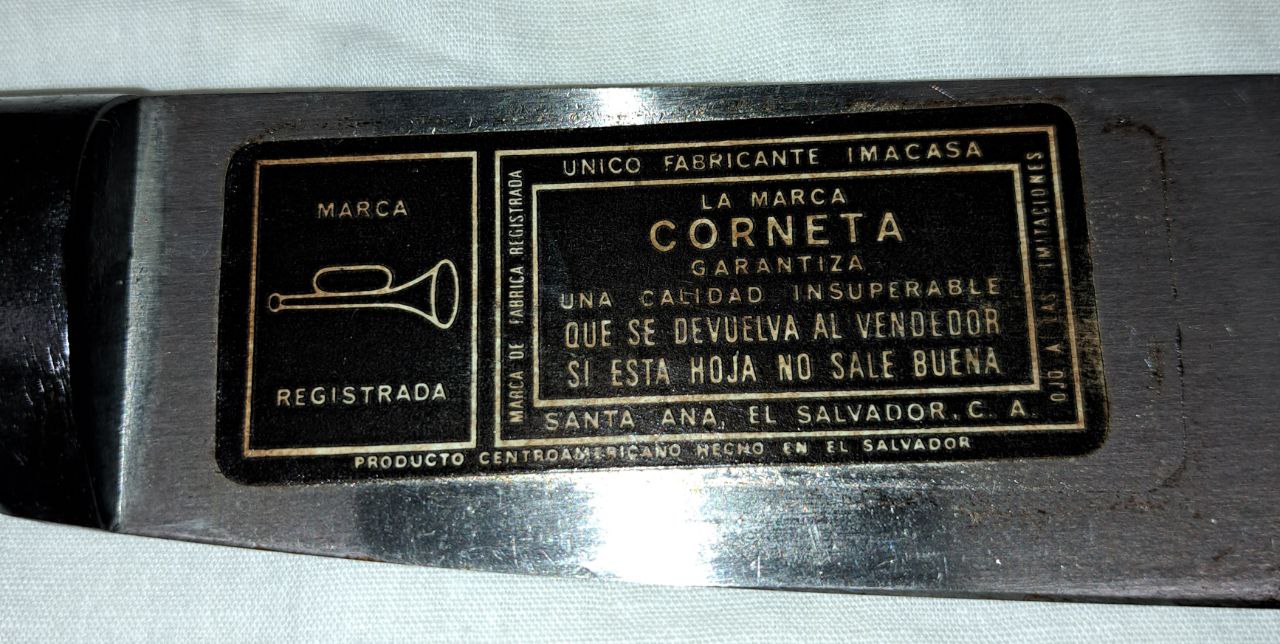 MARCA
REGISTRADA
UNICO FABRICANTE IMACASA
MARCA DE FABRICA REGISTRADA
LA MARCA
CORNETA
GARANTIZA
UNA CALIDAD INSUPERABLE
QUE SE DEVUELVA AL VENDEDOR
SI ESTA HOJA NO SALE BUENA
OJO A LAS IMITACIONES
SANTA ANA, EL SALVADOR, C. A.
PRODUCTO CENTROAMERICANO HECHO EN EL SALVADOR